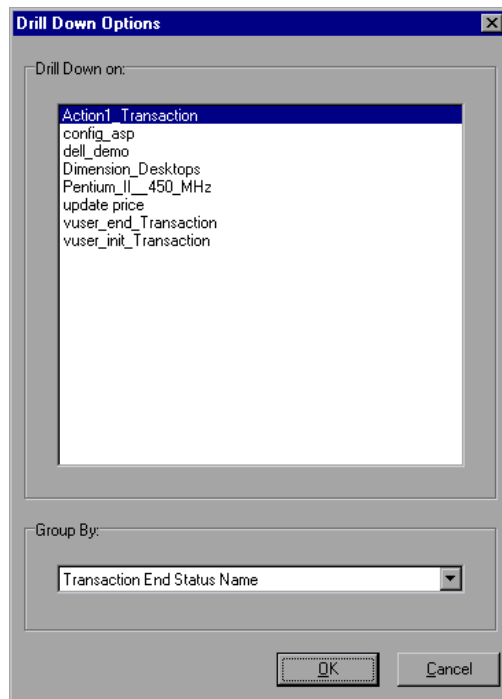 Drill Down Options
Drill Down on:
Action1_Transaction
config_asp
dell_demo
Dimension_Desktops
Pentium_II__450_MHz
update price
vuser_end_Transaction
vuser_init_Transaction
Group By:
Transaction End Status Name
OK
Cancel